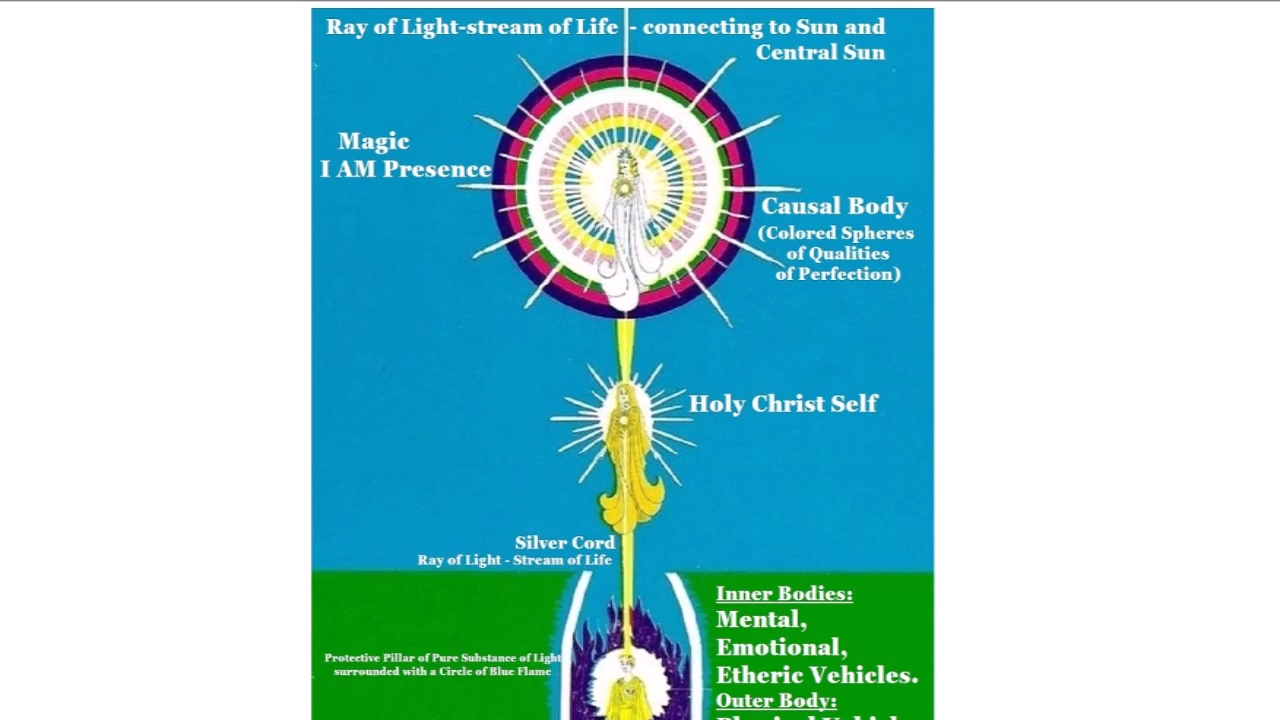 Ray of Light-stream of Life - connecting to Sun and
Central Sun
Magic
I AM Presence
Causal Body
(Colored Spheres
of Qualities
of Perfection)
Holy Christ Self
Silver Cord
Ray of Light - Stream of Life
Inner Bodies:
Mental,
Emotional,
Etheric Vehicles.
Protective Pillar of Pure Substance of Light
surrounded with a Circle of Blue Flame
Outer Body: